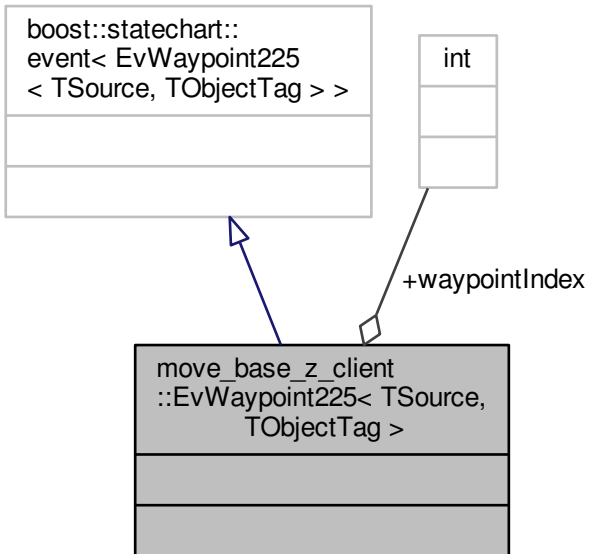 boost::statechart::
event< EvWaypoint225
< TSource, TObjectTag > >
int
+waypointIndex
move_base_z_client
::EvWaypoint225< TSource,
TObjectTag >